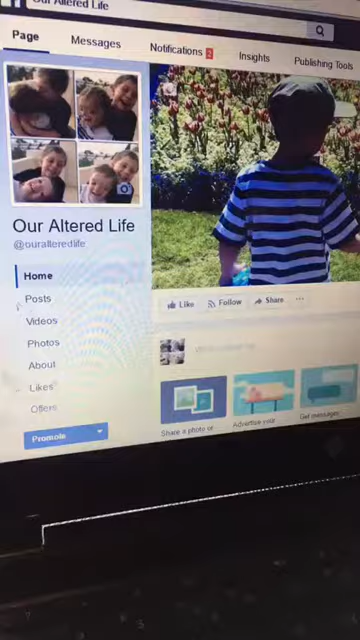 Our Altered Life
Page Messages Notifications 2 Insights Publishing Tools
Our Altered Life
@ouralteredlife
Home
Posts
Videos
Photos
About
Likes
Offers
Promote
Like Follow Share ...
Share a photo or
Advertise your
Get messages